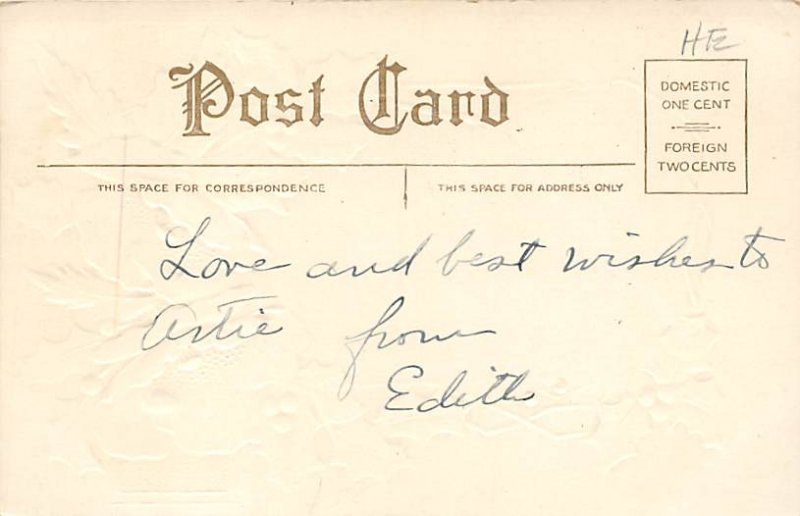 HFE
Post Card
DOMESTIC
ONE CENT
FOREIGN
TWO CENTS
THIS SPACE FOR CORRESPONDENCE
THIS SPACE FOR ADDRESS ONLY
Love and best wishes to
Artie from
Edith